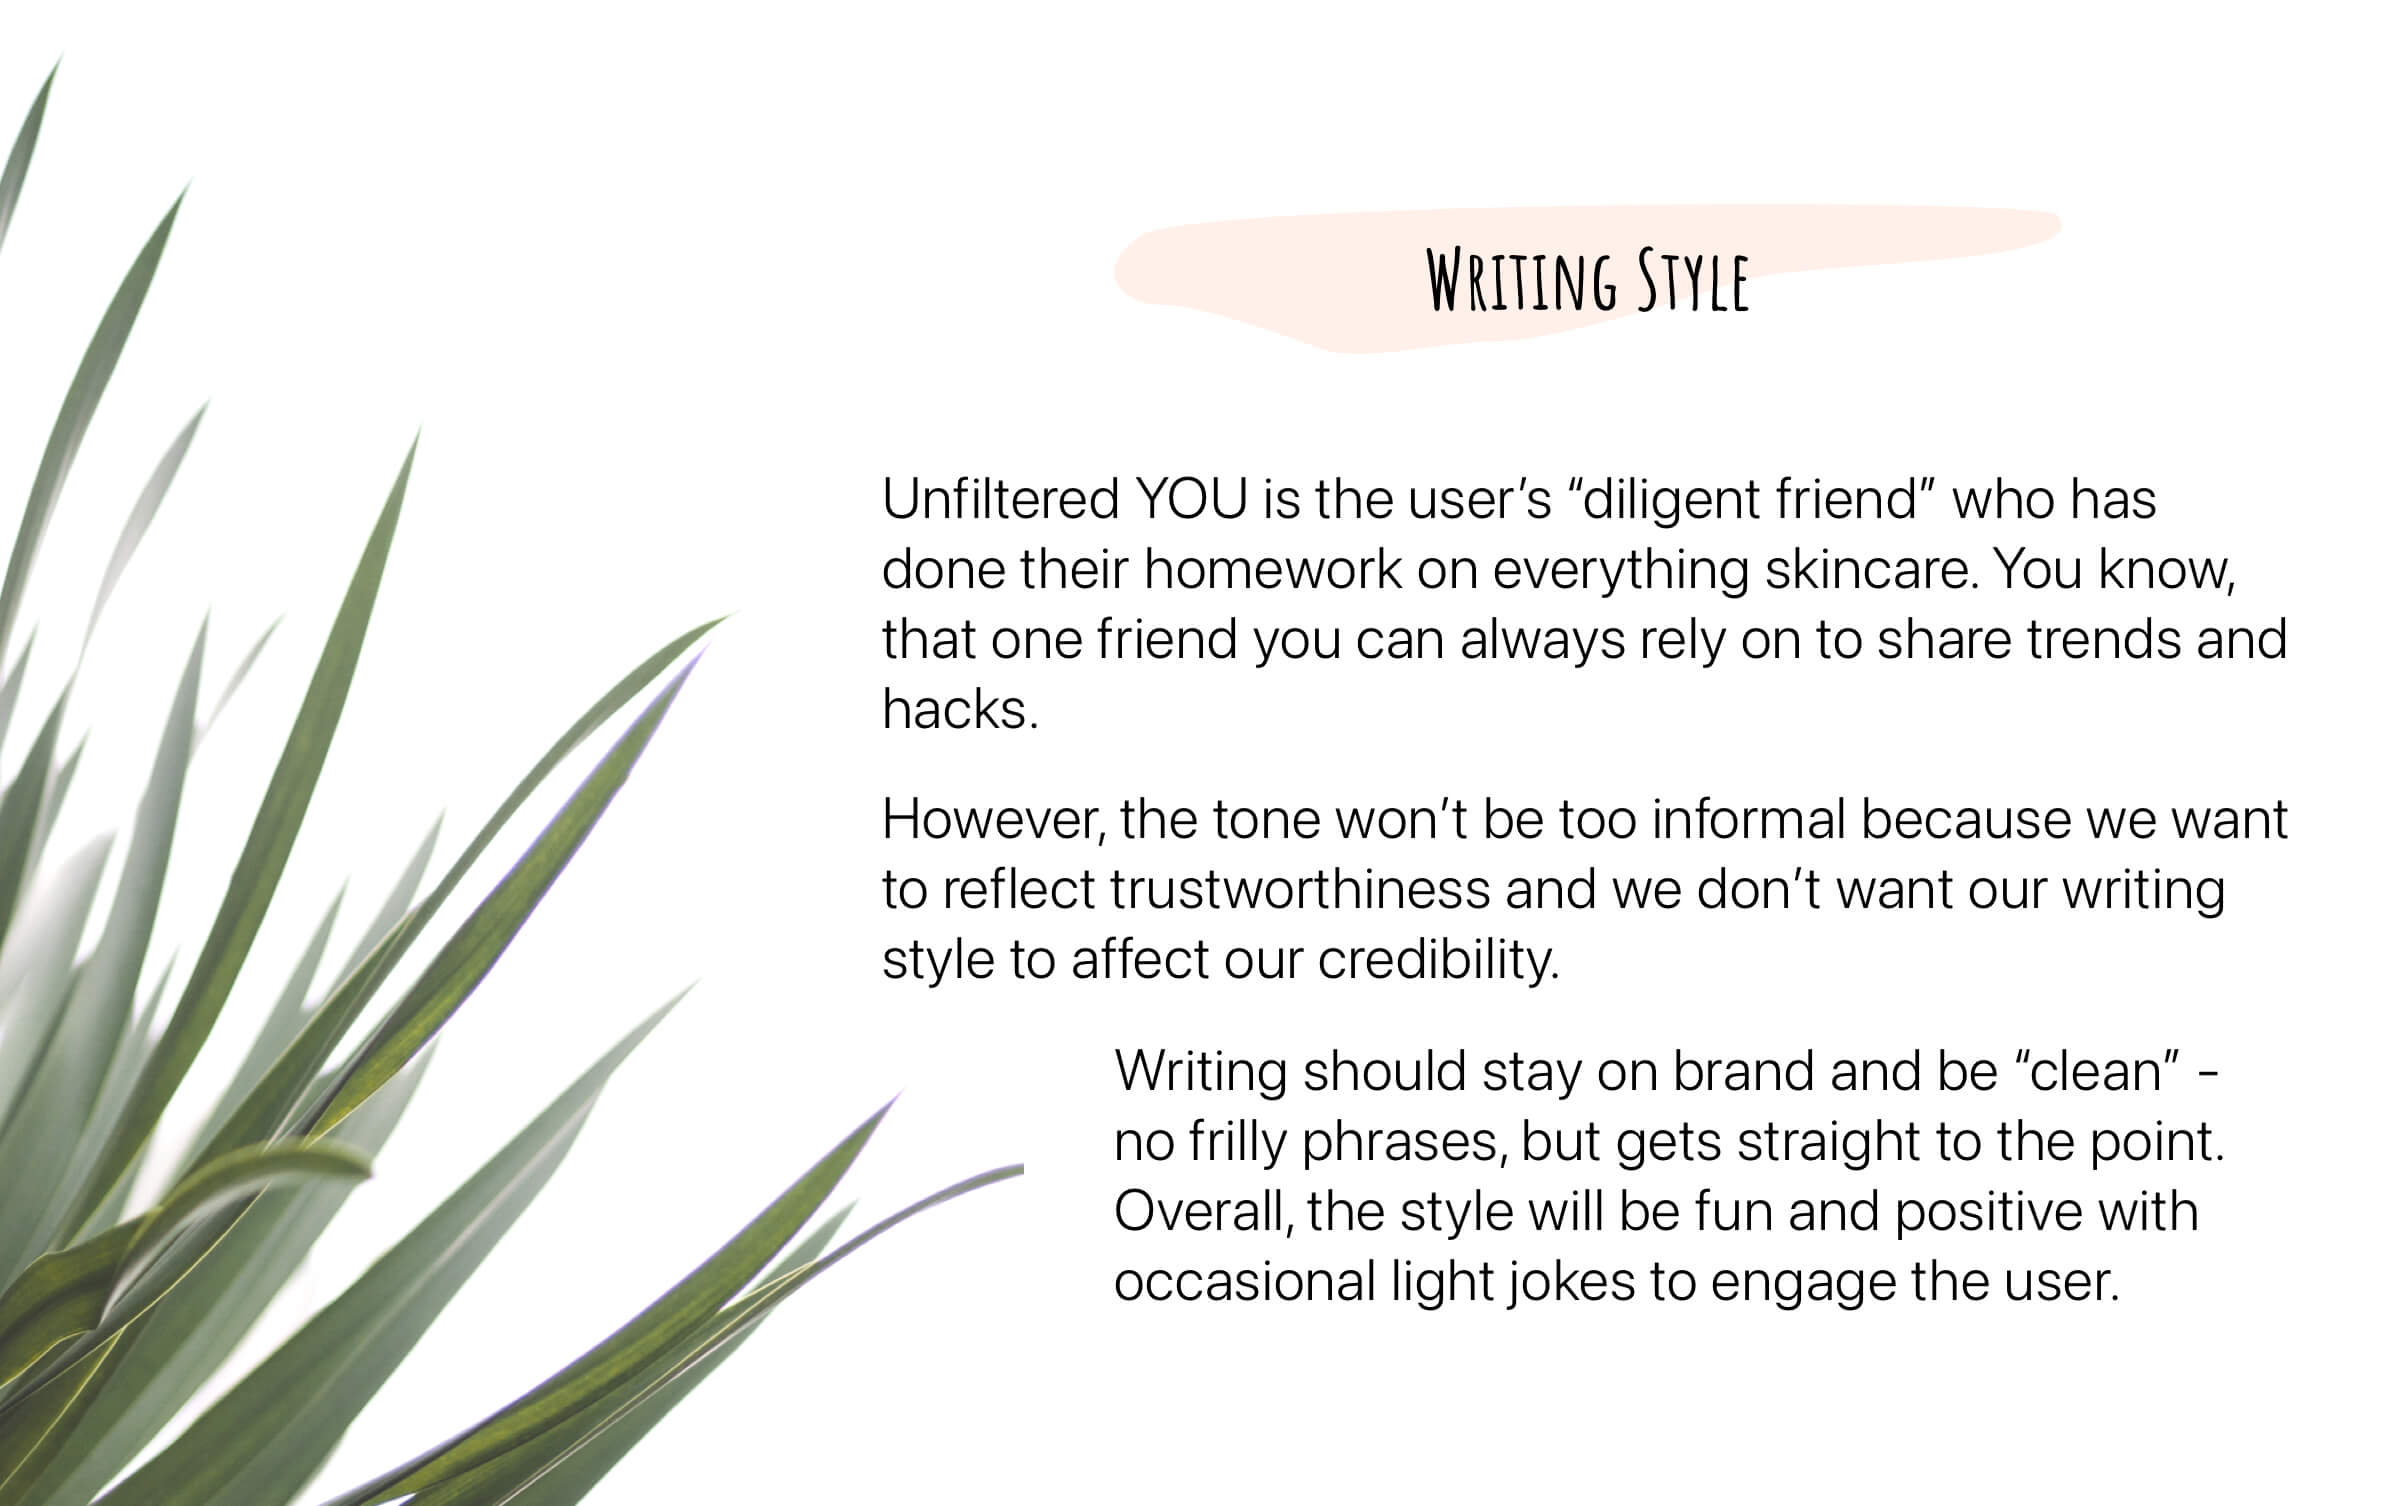 Writing Style
Unfiltered YOU is the user’s “diligent friend” who has
done their homework on everything skincare. You know,
that one friend you can always rely on to share trends and
hacks.
However, the tone won’t be too informal because we want
to reflect trustworthiness and we don’t want our writing
style to affect our credibility.
Writing should stay on brand and be “clean” -
no frilly phrases, but gets straight to the point.
Overall, the style will be fun and positive with
occasional light jokes to engage the user.